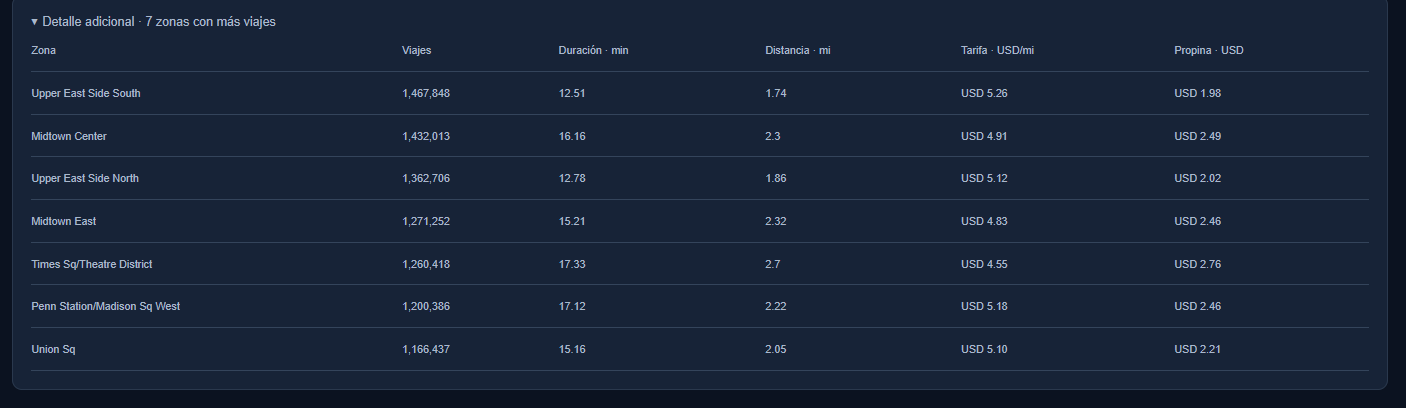 ▾ Detalle adicional · 7 zonas con más viajes
Zona Viajes Duración · min Distancia · mi Tarifa · USD/mi Propina · USD
Upper East Side South 1,467,848 12.51 1.74 USD 5.26 USD 1.98
Midtown Center 1,432,013 16.16 2.3 USD 4.91 USD 2.49
Upper East Side North 1,362,706 12.78 1.86 USD 5.12 USD 2.02
Midtown East 1,271,252 15.21 2.32 USD 4.83 USD 2.46
Times Sq/Theatre District 1,260,418 17.33 2.7 USD 4.55 USD 2.76
Penn Station/Madison Sq West 1,200,386 17.12 2.22 USD 5.18 USD 2.46
Union Sq 1,166,437 15.16 2.05 USD 5.10 USD 2.21